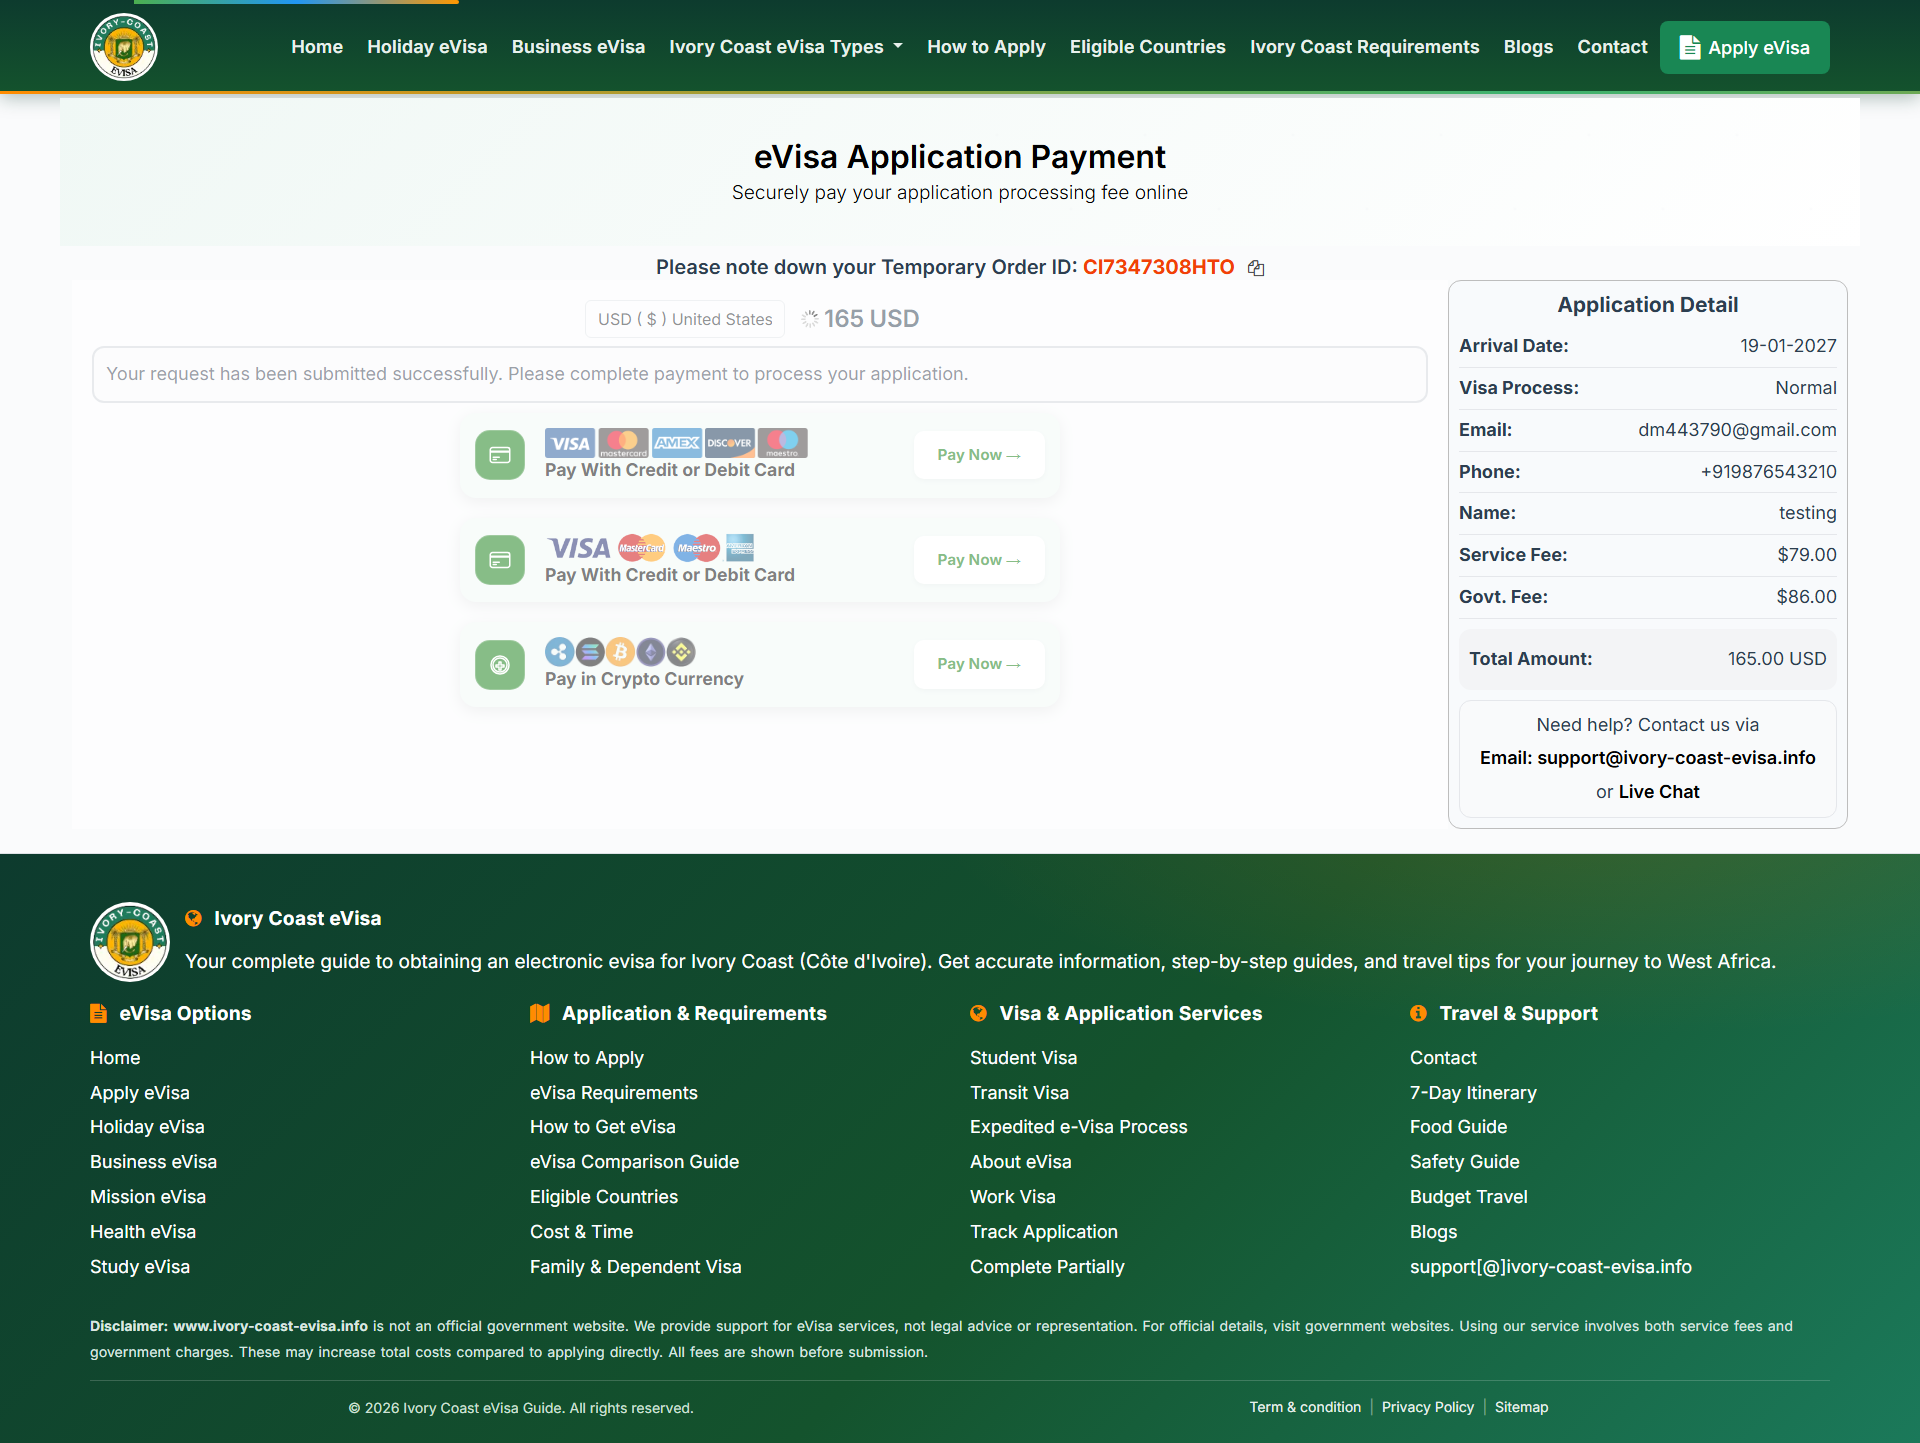 IVORY-COAST
EVISA
Home
Holiday eVisa
Business eVisa
Ivory Coast eVisa Types
How to Apply
Eligible Countries
Ivory Coast Requirements
Blogs
Contact
Apply eVisa
eVisa Application Payment
Securely pay your application processing fee online
Please note down your Temporary Order ID: CI7347308HTO
USD ( $ ) United States
165 USD
Your request has been submitted successfully. Please complete payment to process your application.
VISA mastercard AMEX DISCOVER maestro
Pay With Credit or Debit Card
Pay Now →
VISA MasterCard Maestro
Pay With Credit or Debit Card
Pay Now →
Pay in Crypto Currency
Pay Now →
Application Detail
Arrival Date: 19-01-2027
Visa Process: Normal
Email: dm443790@gmail.com
Phone: +919876543210
Name: testing
Service Fee: $79.00
Govt. Fee: $86.00
Total Amount: 165.00 USD
Need help? Contact us via
Email: support@ivory-coast-evisa.info
or Live Chat
IVORY-COAST
EVISA
Ivory Coast eVisa
Your complete guide to obtaining an electronic evisa for Ivory Coast (Côte d'Ivoire). Get accurate information, step-by-step guides, and travel tips for your journey to West Africa.
eVisa Options
Home
Apply eVisa
Holiday eVisa
Business eVisa
Mission eVisa
Health eVisa
Study eVisa
Application & Requirements
How to Apply
eVisa Requirements
How to Get eVisa
eVisa Comparison Guide
Eligible Countries
Cost & Time
Family & Dependent Visa
Visa & Application Services
Student Visa
Transit Visa
Expedited e-Visa Process
About eVisa
Work Visa
Track Application
Complete Partially
Travel & Support
Contact
7-Day Itinerary
Food Guide
Safety Guide
Budget Travel
Blogs
support[@]ivory-coast-evisa.info
Disclaimer: www.ivory-coast-evisa.info is not an official government website. We provide support for eVisa services, not legal advice or representation. For official details, visit government websites. Using our service involves both service fees and
government charges. These may increase total costs compared to applying directly. All fees are shown before submission.
© 2026 Ivory Coast eVisa Guide. All rights reserved.
Term & condition | Privacy Policy | Sitemap